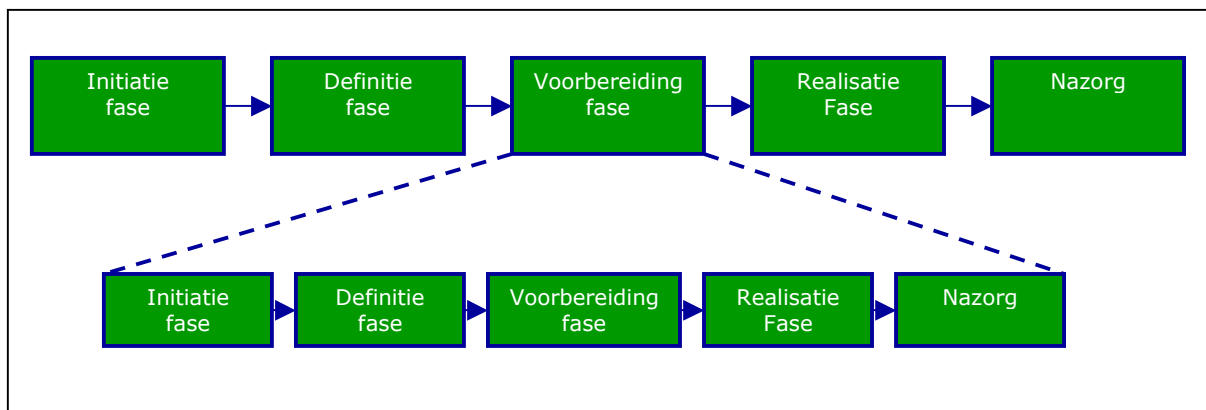 Initiatie
fase
Definitie
fase
Voorbereiding
fase
Realisatie
Fase
Nazorg
Initiatie
fase
Definitie
fase
Voorbereiding
fase
Realisatie
Fase
Nazorg